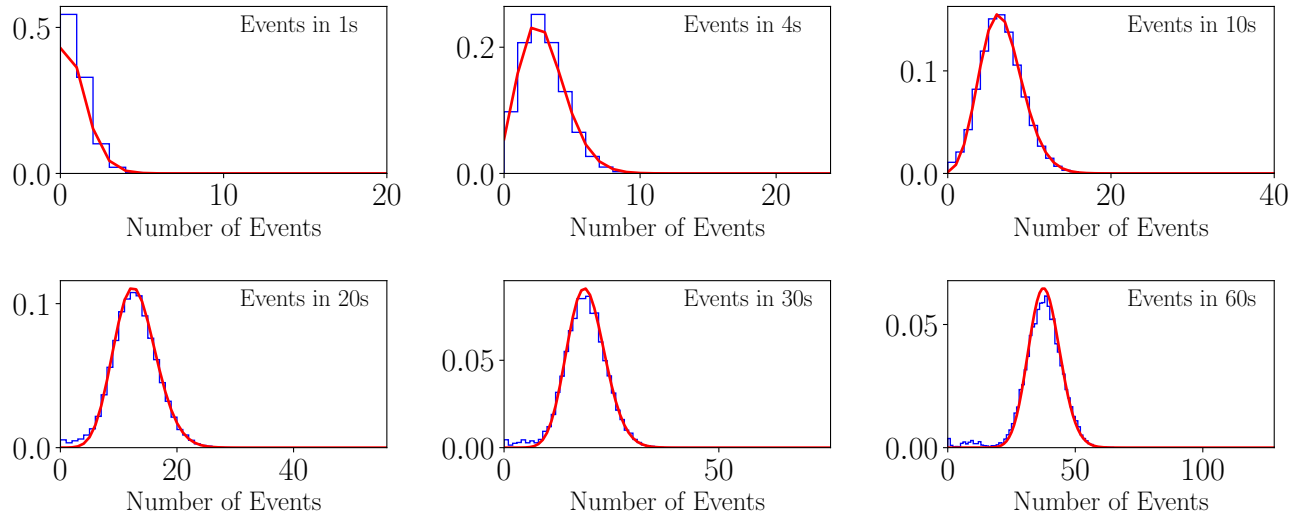 Events in 1s
0.5
0.0
0 10 20
Number of Events
Events in 4s
0.2
0.0
0 10 20
Number of Events
Events in 10s
0.1
0.0
0 20 40
Number of Events
Events in 20s
0.1
0.0
0 20 40
Number of Events
Events in 30s
0.05
0.00
0 50
Number of Events
Events in 60s
0.05
0.00
0 50 100
Number of Events